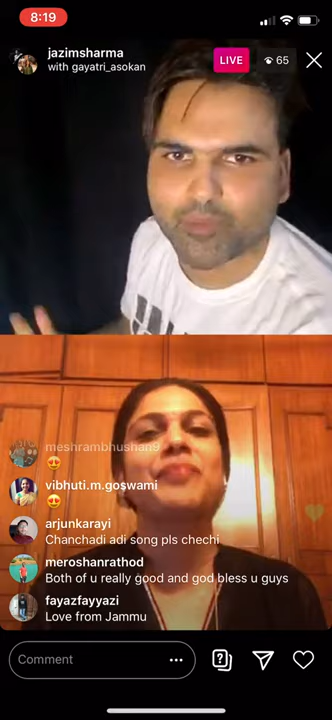 8:19
jazimsharma
with gayatri_asokan
LIVE
65
meshrambhushan9
😍
vibhuti.m.goswami
😍
arjunkarayi
Chanchadi adi song pls chechi
meroshanrathod
Both of u really good and god bless u guys
fayazfayyazi
Love from Jammu
Comment